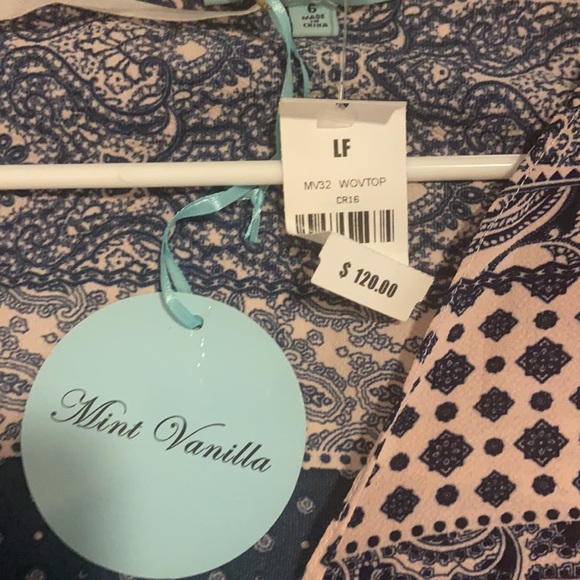 6
MADE
IN
CHINA
LF
MV32 WOVTOP
CR16
$ 120.00
Mint Vanilla